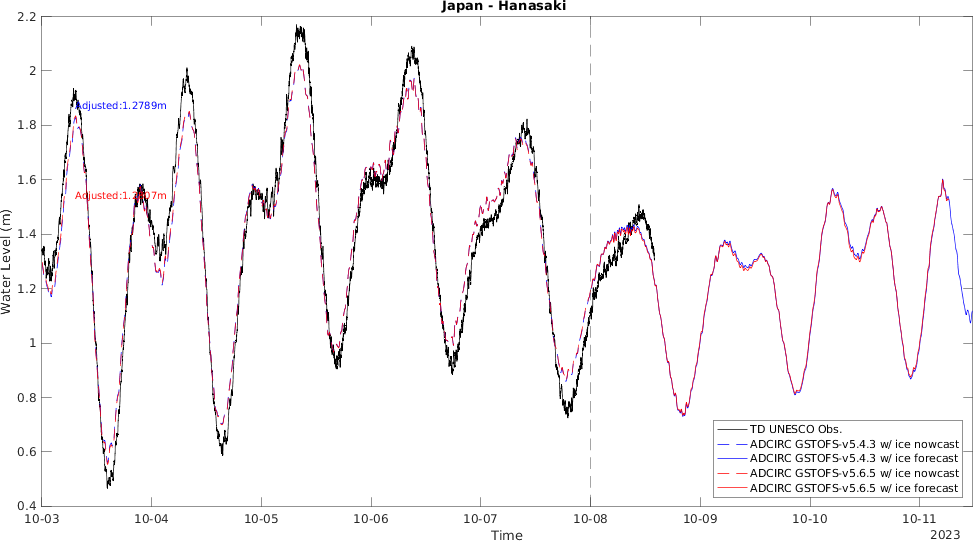 Japan - Hanasaki
2.2
2
1.8
1.6
1.4
1.2
1
0.8
0.6
0.4
Water Level (m)
Adjusted:1.2789m
10-03
10-04
10-05
10-06
10-07
10-08
10-09
10-10
10-11
Time
2023
TD UNESCO Obs.
ADCIRC GSTOFS-v5.4.3 w/ ice nowcast
ADCIRC GSTOFS-v5.4.3 w/ ice forecast
ADCIRC GSTOFS-v5.6.5 w/ ice nowcast
ADCIRC GSTOFS-v5.6.5 w/ ice forecast